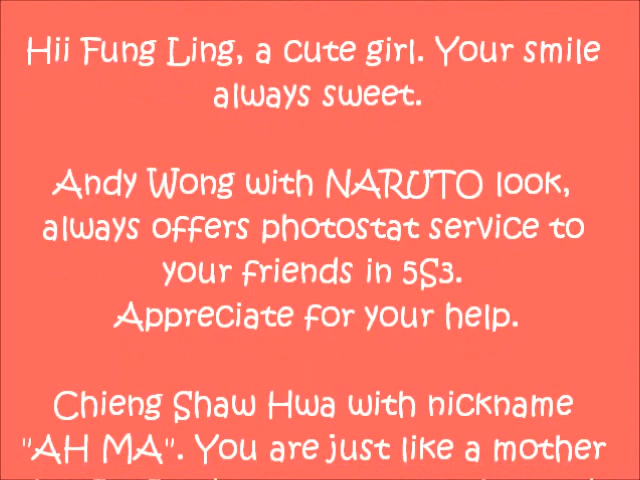 Hii Fung Ling, a cute girl. Your smile
always sweet.
Andy Wong with NARUTO look,
always offers photostat service to
your friends in 5S3.
Appreciate for your help.
Chieng Shaw Hwa with nickname
"AH MA". You are just like a mother